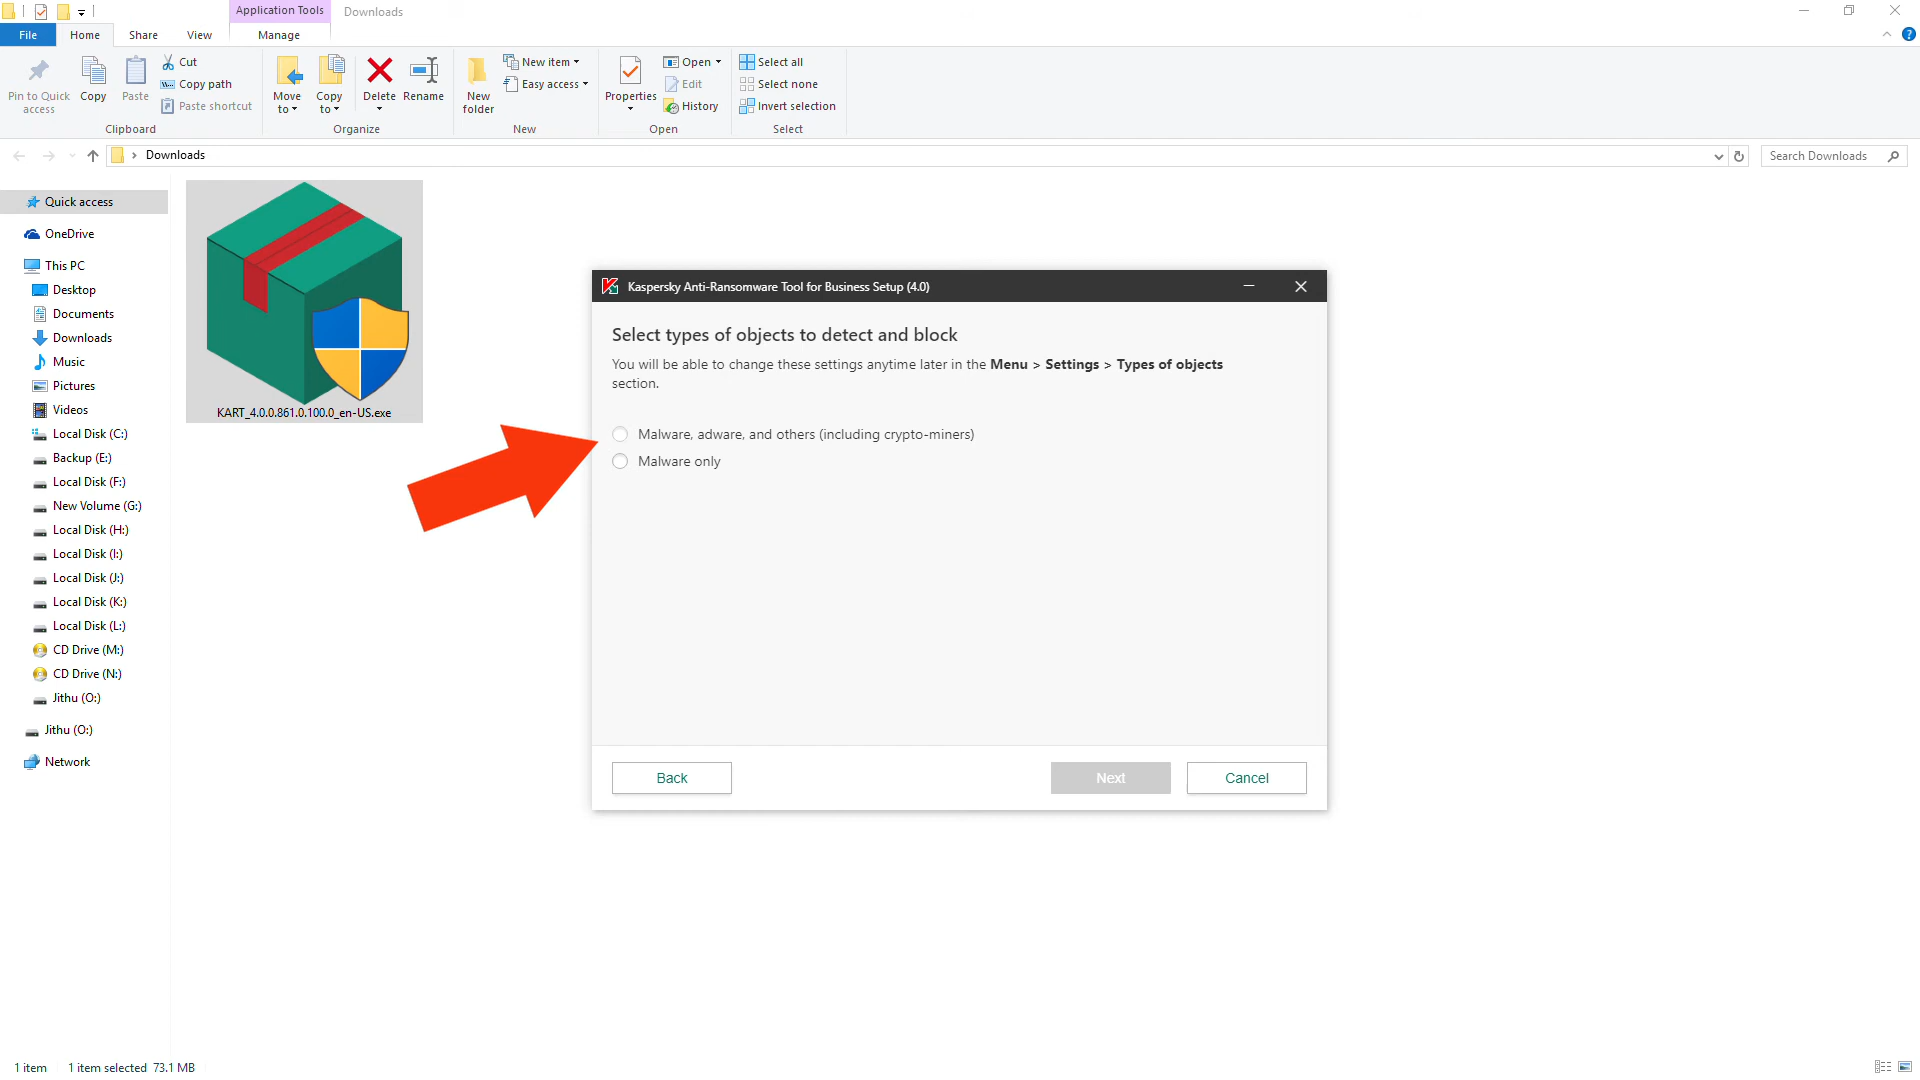 Application Tools
Downloads
File
Home
Share
View
Manage
Pin to Quick
access
Copy
Paste
Cut
Copy path
Paste shortcut
Clipboard
Move
to
Copy
to
Delete
Rename
Organize
New
folder
New item
Easy access
New
Properties
Open
Edit
History
Open
Select all
Select none
Invert selection
Select
Downloads
Search Downloads
Quick access
OneDrive
This PC
Desktop
Documents
Downloads
Music
Pictures
Videos
Local Disk (C:)
Backup (E:)
Local Disk (F:)
New Volume (G:)
Local Disk (H:)
Local Disk (I:)
Local Disk (J:)
Local Disk (K:)
Local Disk (L:)
CD Drive (M:)
CD Drive (N:)
Jithu (O:)
Jithu (O:)
Network
KART_4.0.0.861.0.100.0_en-US.exe
Kaspersky Anti-Ransomware Tool for Business Setup (4.0)
Select types of objects to detect and block
You will be able to change these settings anytime later in the Menu > Settings > Types of objects
section.
Malware, adware, and others (including crypto-miners)
Malware only
Back
Next
Cancel
1 item
1 item selected 73.1 MB